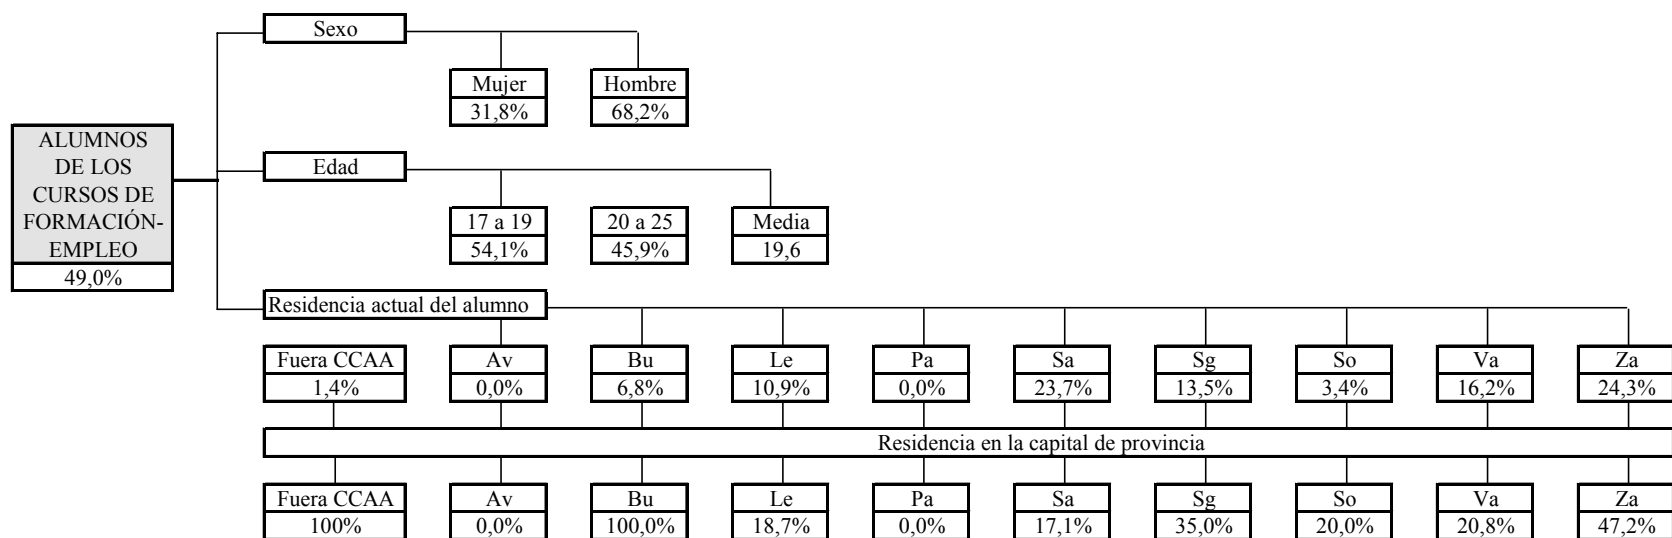 Sexo
Mujer Hombre
31,8% 68,2%
ALUMNOS
DE LOS
CURSOS DE
FORMACIÓN-
EMPLEO
49,0%
Edad
17 a 19 20 a 25 Media
54,1% 45,9% 19,6
Residencia actual del alumno
Fuera CCAA Av Bu Le Pa Sa Sg So Va Za
1,4% 0,0% 6,8% 10,9% 0,0% 23,7% 13,5% 3,4% 16,2% 24,3%
Residencia en la capital de provincia
Fuera CCAA Av Bu Le Pa Sa Sg So Va Za
100% 0,0% 100,0% 18,7% 0,0% 17,1% 35,0% 20,0% 20,8% 47,2%